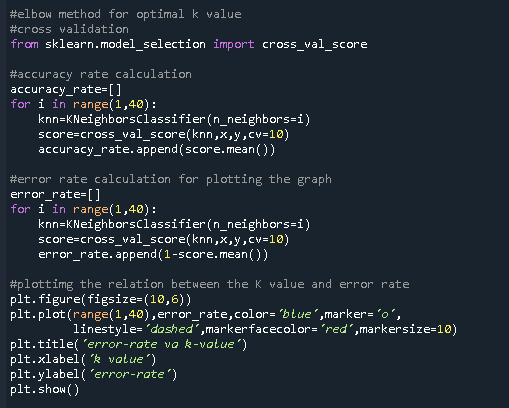 #elbow method for optimal k value
#cross validation
from sklearn.model_selection import cross_val_score
#accuracy rate calculation
accuracy_rate=[]
for i in range(1,40):
    knn=KNeighborsClassifier(n_neighbors=i)
    score=cross_val_score(knn,x,y,cv=10)
    accuracy_rate.append(score.mean())
#error rate calculation for plotting the graph
error_rate=[]
for i in range(1,40):
    knn=KNeighborsClassifier(n_neighbors=i)
    score=cross_val_score(knn,x,y,cv=10)
    error_rate.append(1-score.mean())
#plottimg the relation between the K value and error rate
plt.figure(figsize=(10,6))
plt.plot(range(1,40),error_rate,color='blue',marker='o',
         linestyle='dashed',markerfacecolor='red',markersize=10)
plt.title('error-rate va k-value')
plt.xlabel('k value')
plt.ylabel('error-rate')
plt.show()